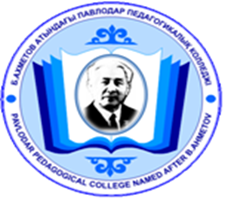 Б.АХМЕТОВ АТЫНДАҒЫ ПАВЛОДАР ПЕДАГОГИКАЛЫҚ КОЛЛЕДЖІ
PAVLODAR PEDAGOGICAL COLLEGE NAMED AFTER B.AHMETOV